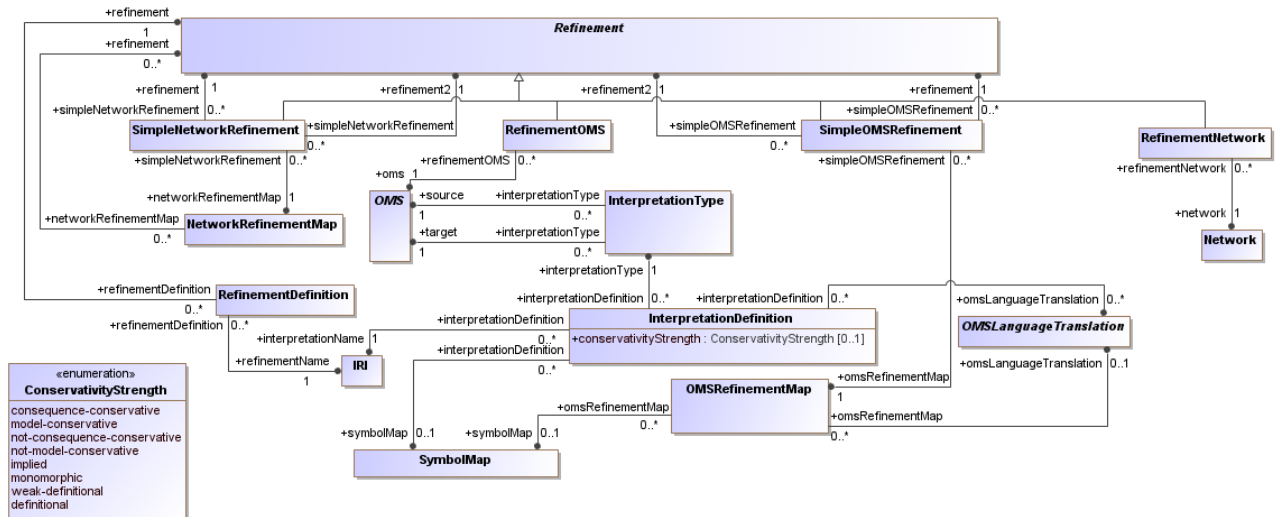 +refinement
1
Refinement
+refinement
0..*
+refinement
1
+refinement2
1
+refinement2
1
+refinement
1
+simpleNetworkRefinement
0..*
+simpleOMSRefinement
0..*
SimpleNetworkRefinement
+simpleNetworkRefinement
0..*
RefinementOMS
+simpleOMSRefinement
0..*
SimpleOMSRefinement
RefinementNetwork
+simpleNetworkRefinement
0..*
+refinementOMS
0..*
+simpleOMSRefinement
0..*
+refinementNetwork
0..*
+oms
1
+networkRefinementMap
1
OMS
+source
1
+interpretationType
0..*
InterpretationType
+networkRefinementMap
0..*
NetworkRefinementMap
+target
1
+interpretationType
0..*
+network
1
Network
+interpretationType
1
+refinementDefinition
0..*
RefinementDefinition
+interpretationDefinition
0..*
+interpretationDefinition
0..*
+omsLanguageTranslation
0..*
+refinementDefinition
0..*
+interpretationDefinition
0..*
InterpretationDefinition
+conservativityStrength : ConservativityStrength [0..1]
OMSLanguageTranslation
+interpretationName
1
+interpretationDefinition
0..*
+refinementName
1
IRI
+omsLanguageTranslation
0..1
«enumeration»
ConservativityStrength
consequence-conservative
model-conservative
not-consequence-conservative
not-model-conservative
implied
monomorphic
weak-definitional
definitional
OMSRefinementMap
+omsRefinementMap
1
+omsRefinementMap
0..*
+omsRefinementMap
0..*
+symbolMap
0..1
+symbolMap
0..1
SymbolMap